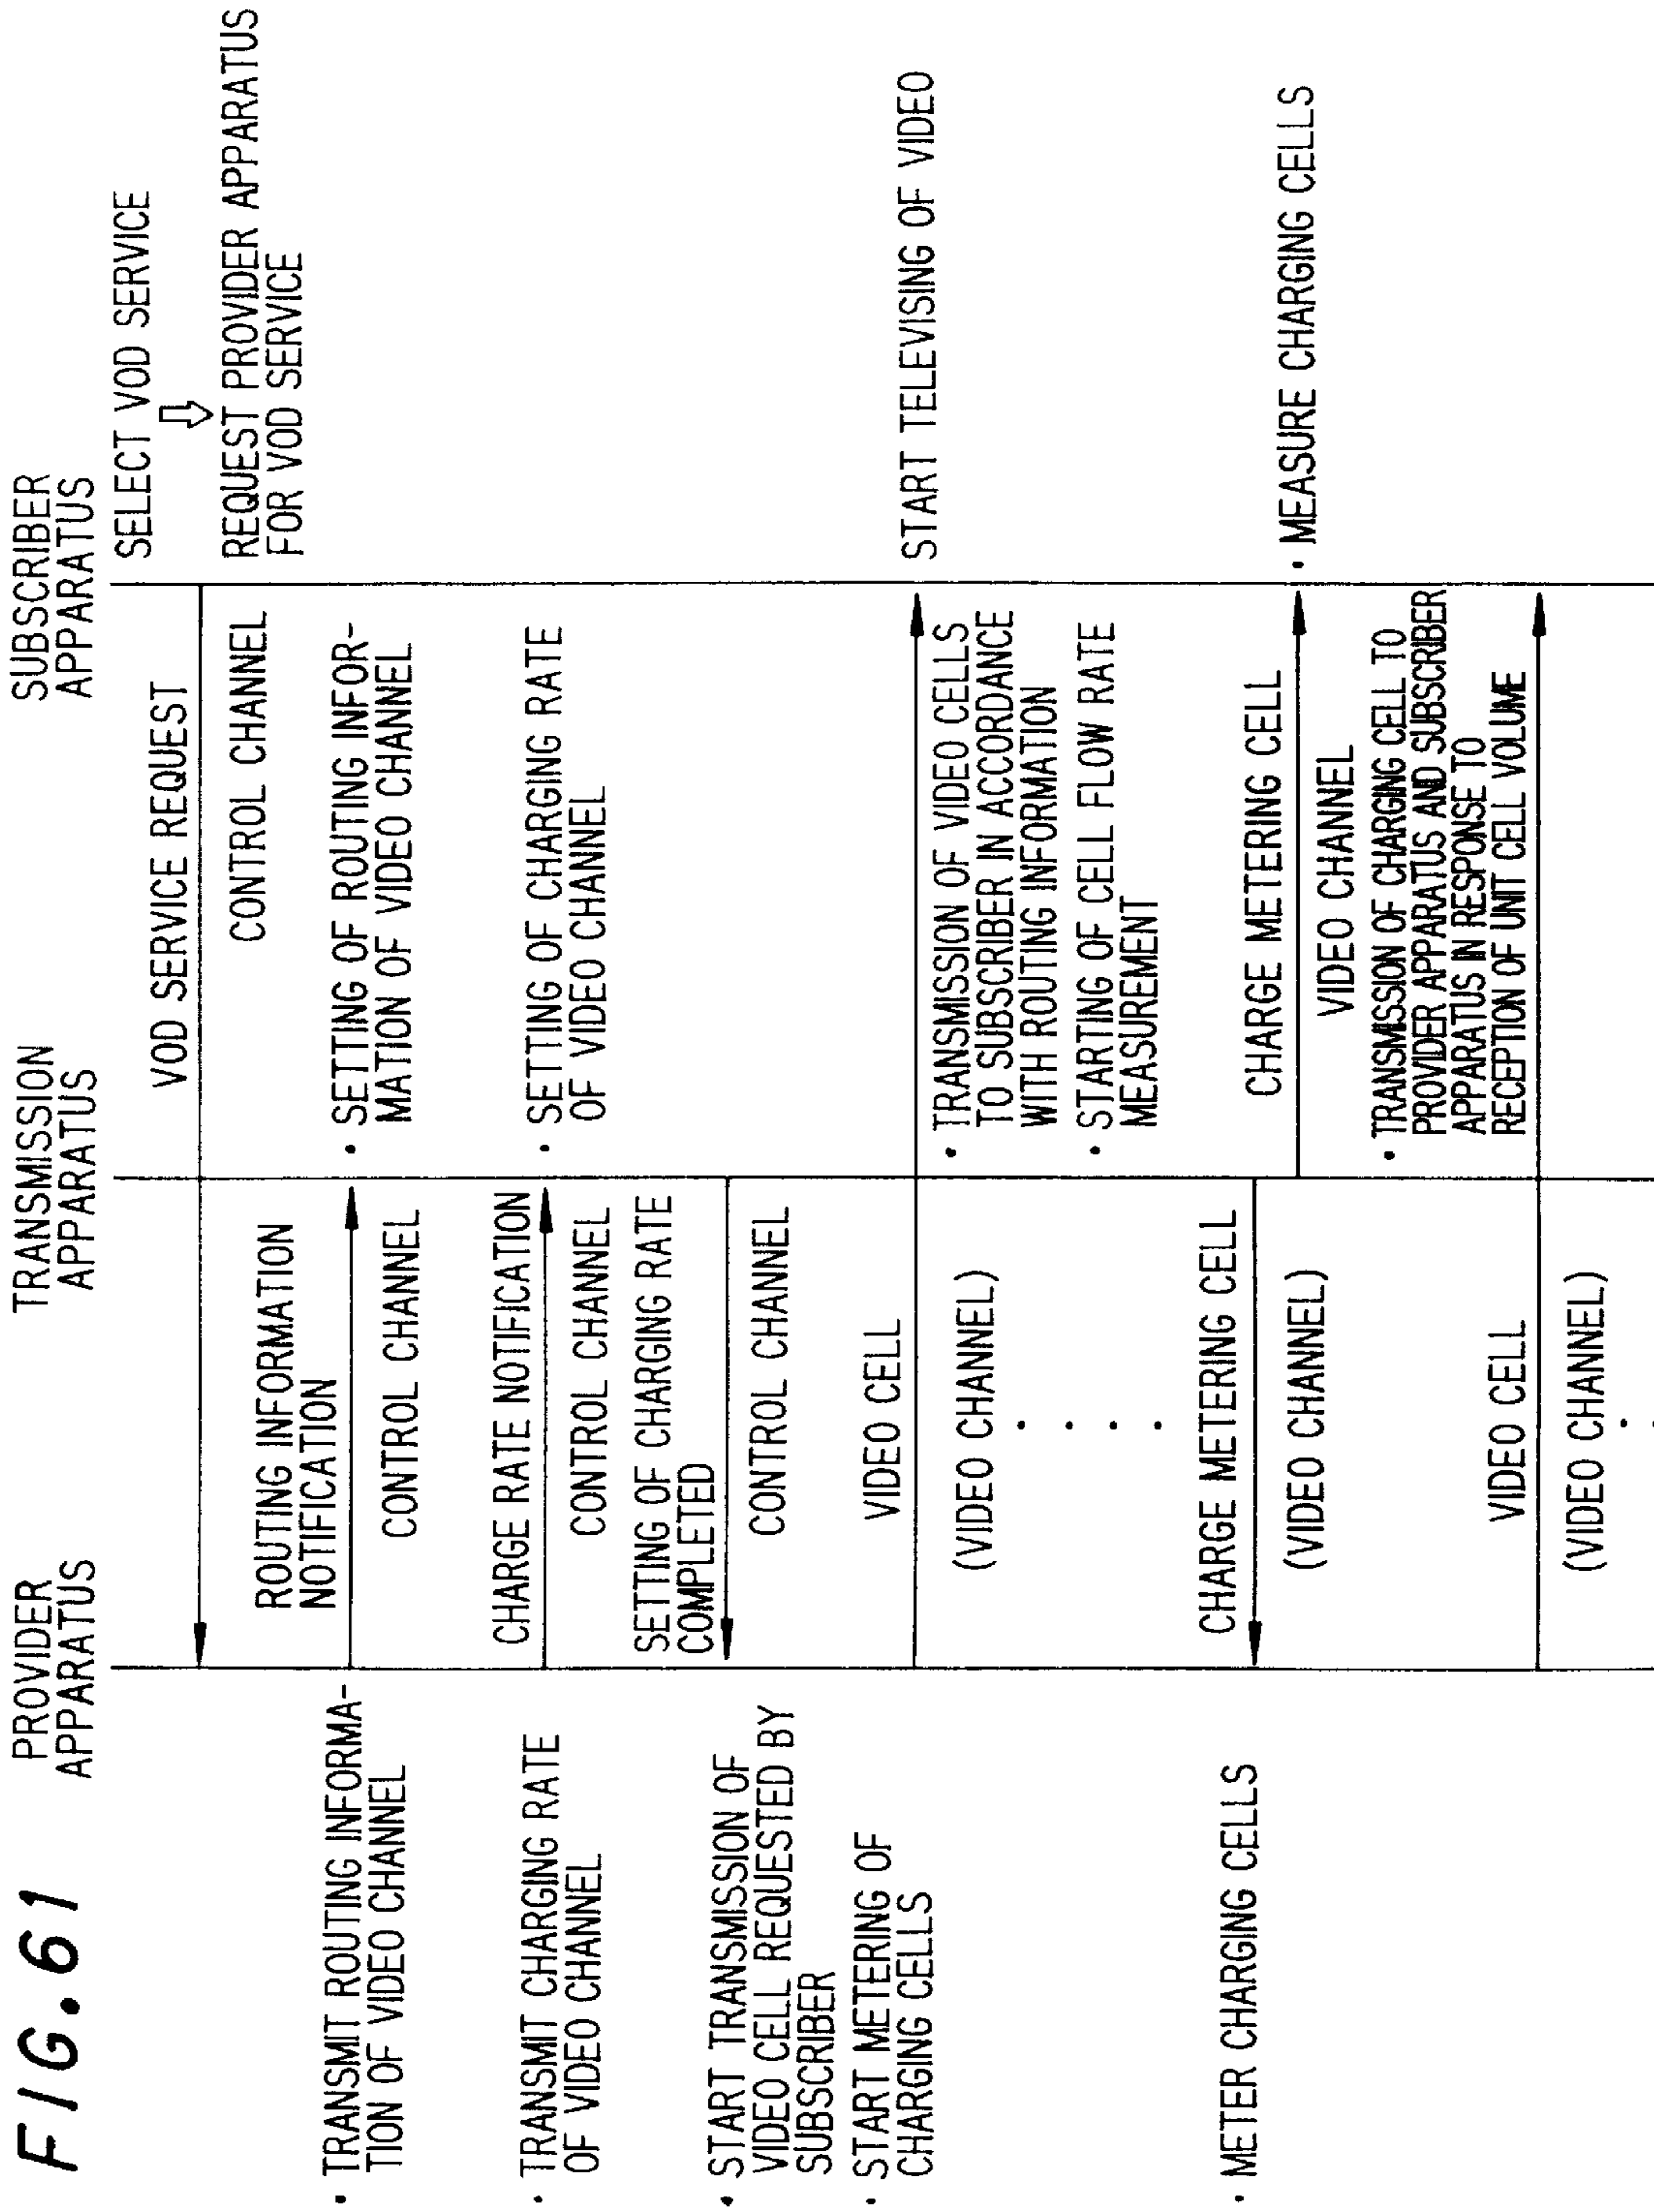 FIG.61
PROVIDER
APPARATUS
TRANSMISSION
APPARATUS
SUBSCRIBER
APPARATUS
SELECT VOD SERVICE
VOD SERVICE REQUEST
REQUEST PROVIDER APPARATUS
FOR VOD SERVICE
CONTROL CHANNEL
ROUTING INFORMATION
NOTIFICATION
• TRANSMIT ROUTING INFORMA-
TION OF VIDEO CHANNEL
CONTROL CHANNEL
• SETTING OF ROUTING INFOR-
MATION OF VIDEO CHANNEL
CHARGE RATE NOTIFICATION
• TRANSMIT CHARGING RATE
OF VIDEO CHANNEL
CONTROL CHANNEL
• SETTING OF CHARGING RATE
OF VIDEO CHANNEL
SETTING OF CHARGING RATE
COMPLETED
• START TRANSMISSION OF
VIDEO CELL REQUESTED BY
SUBSCRIBER
CONTROL CHANNEL
• START METERING OF
CHARGING CELLS
VIDEO CELL
START TELEVISING OF VIDEO
(VIDEO CHANNEL)
• TRANSMISSION OF VIDEO CELLS
TO SUBSCRIBER IN ACCORDANCE
WITH ROUTING INFORMATION
• STARTING OF CELL FLOW RATE
MEASUREMENT
CHARGE METERING CELL
• METER CHARGING CELLS
(VIDEO CHANNEL)
CHARGE METERING CELL
• MEASURE CHARGING CELLS
VIDEO CHANNEL
• TRANSMISSION OF CHARGING CELL TO
PROVIDER APPARATUS AND SUBSCRIBER
APPARATUS IN RESPONSE TO
RECEPTION OF UNIT CELL VOLUME
VIDEO CELL
(VIDEO CHANNEL)